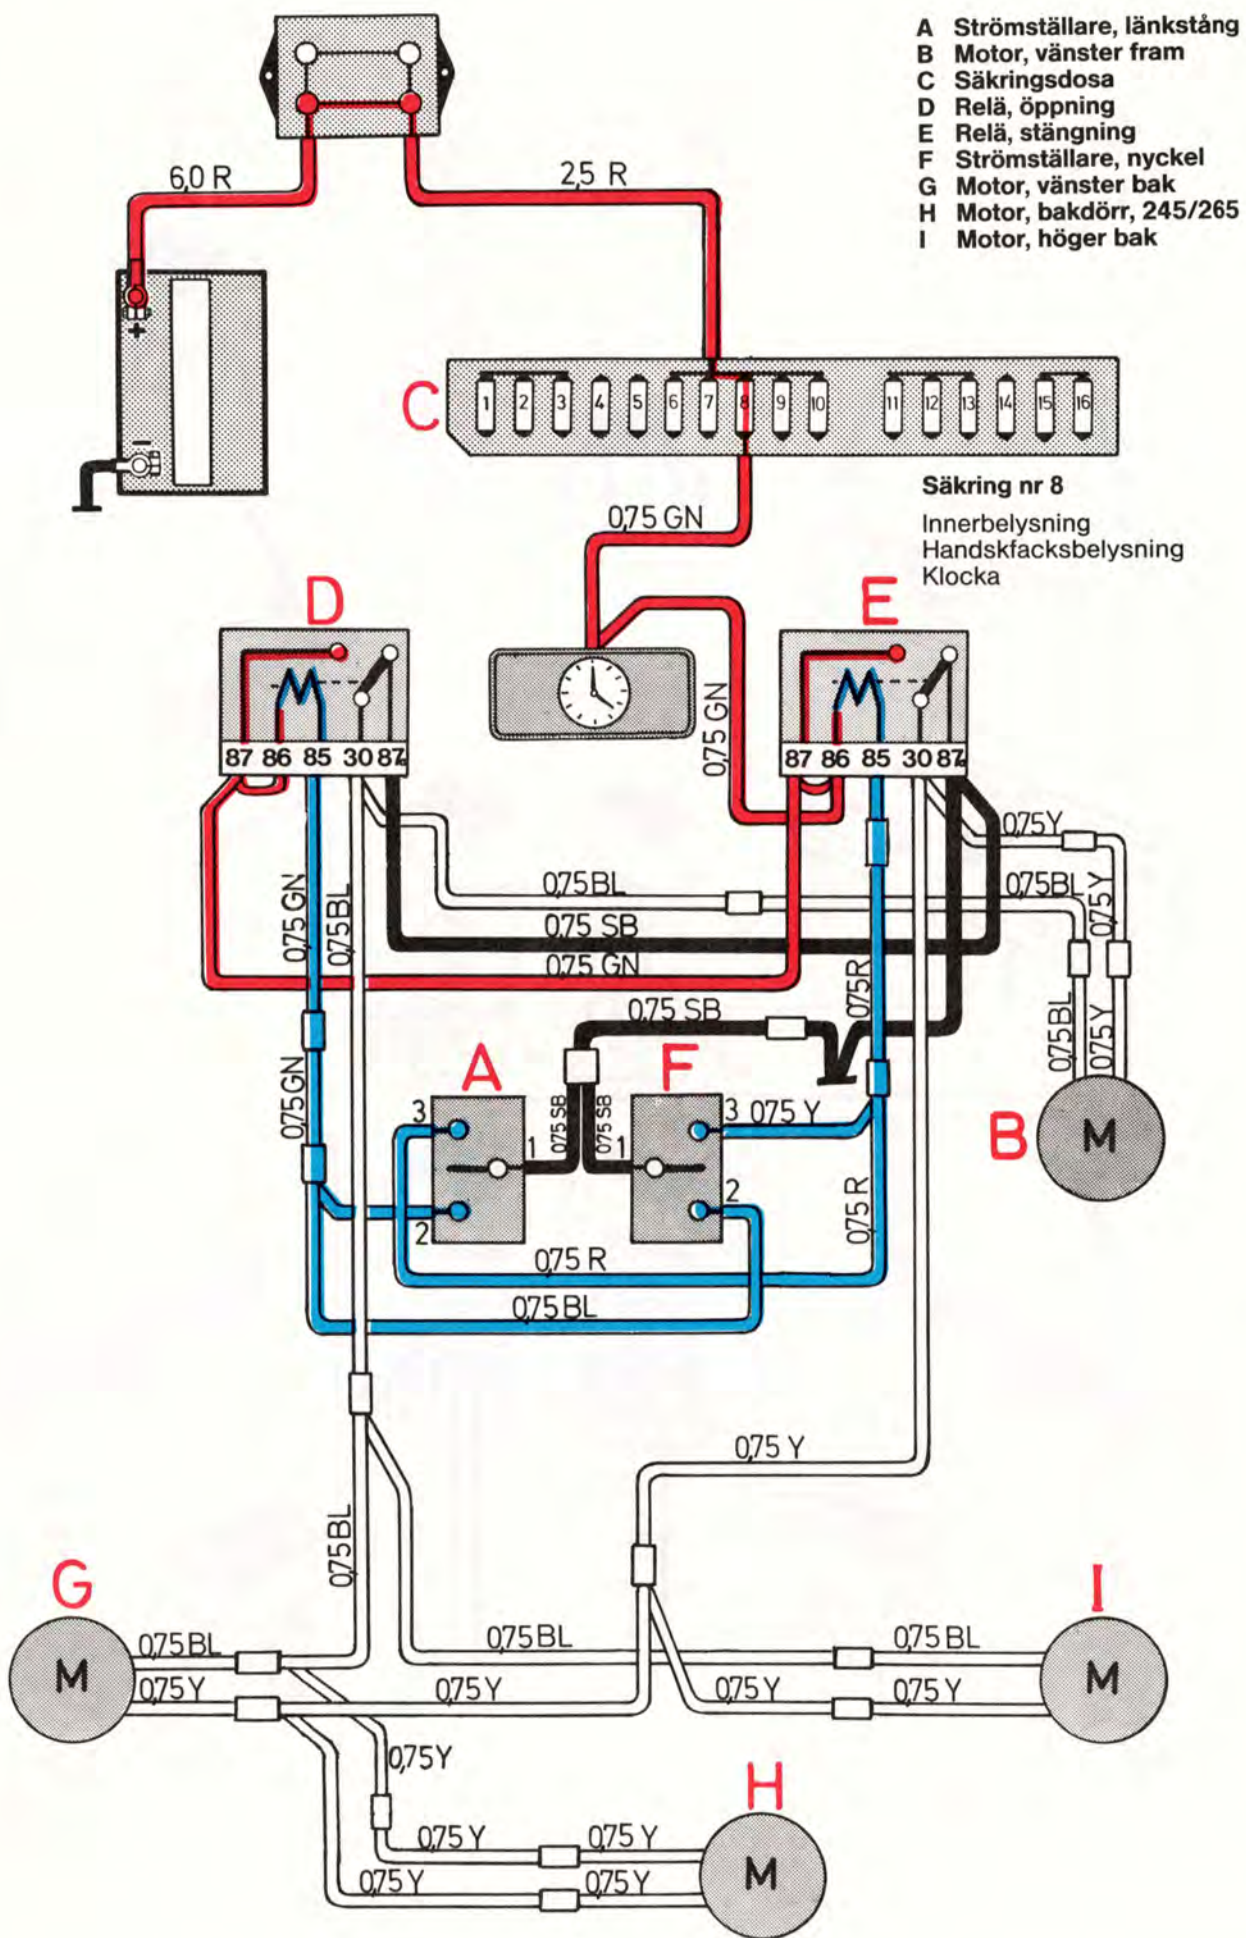 A Strömställare, länkstång
B Motor, vänster fram
C Säkringsdosa
D Relä, öppning
E Relä, stängning
F Strömställare, nyckel
G Motor, vänster bak
H Motor, bakdörr, 245/265
I Motor, höger bak
6,0 R
2,5 R
+
−
C
1 2 3 4 5 6 7 8 9 10 11 12 13 14 15 16
Säkring nr 8
Innerbelysning
Handskfacksbelysning
Klocka
0,75 GN
D
E
87 86 85 30 87a
0,75 GN
87 86 85 30 87a
0,75 Y
0,75 BL
0,75 BL
0,75 Y
0,75 GN
0,75 BL
0,75 SB
0,75 GN
0,75 R
0,75 SB
0,75 BL
0,75 Y
A
F
0,75 GN
3
1
2
0,75 SB
0,75 SB
1
3
2
0,75 Y
B
M
0,75 R
0,75 R
0,75 BL
0,75 Y
0,75 BL
G
M
I
M
0,75 BL
0,75 BL
0,75 BL
0,75 Y
0,75 Y
0,75 Y
0,75 Y
0,75 Y
H
M
0,75 Y
0,75 Y
0,75 Y
0,75 Y